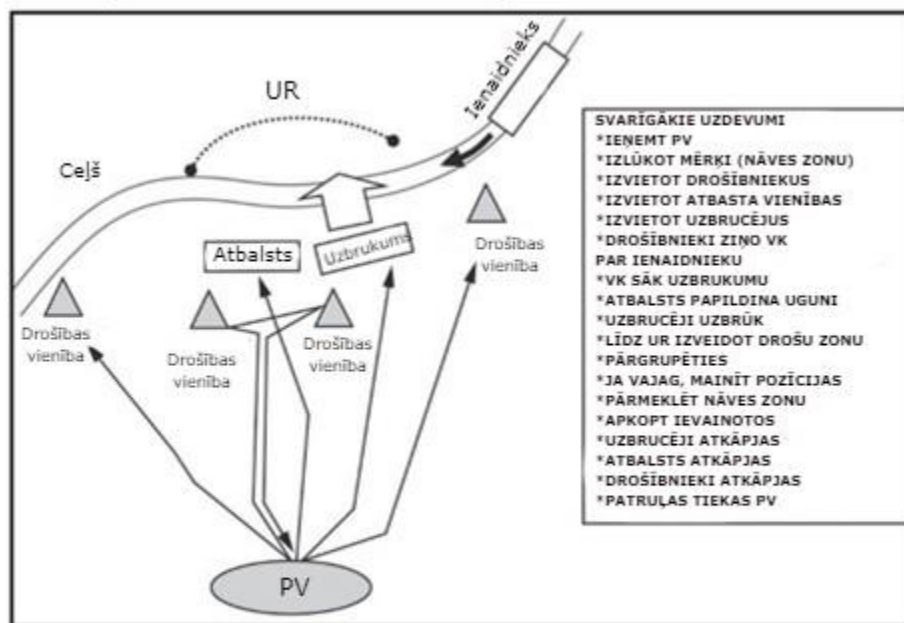 UR
Ienaidnieks
Ceļš
Atbalsts
Uzbrukums
Drošības
vienība
Drošības
vienība
Drošības
vienība
Drošības
vienība
PV
SVARĪGĀKIE UZDEVUMI
*IEŅEMT PV
*IZLŪKOT MĒRĶI (NĀVES ZONU)
*IZVIETOT DROŠĪBNIEKUS
*IZVIETOT ATBASTA VIENĪBAS
*IZVIETOT UZBRUCĒJUS
*DROŠĪBNIEKI ZIŅO VK
PAR IENAIDNIEKU
*VK SĀK UZBRUKUMU
*ATBALSTS PAPILDINA UGUNI
*UZBRUCĒJI UZBRŪK
*LĪDZ UR IZVEIDOT DROŠU ZONU
*PĀRGRUPĒTIES
*JA VAJAG, MAINĪT POZĪCIJAS
*PĀRMEKLĒT NĀVES ZONU
*APKOPT IEVAINOTOS
*UZBRUCĒJI ATKĀPJAS
*ATBALSTS ATKĀPJAS
*DROŠĪBNIEKI ATKĀPJAS
*PATRUĻAS TIEKAS PV